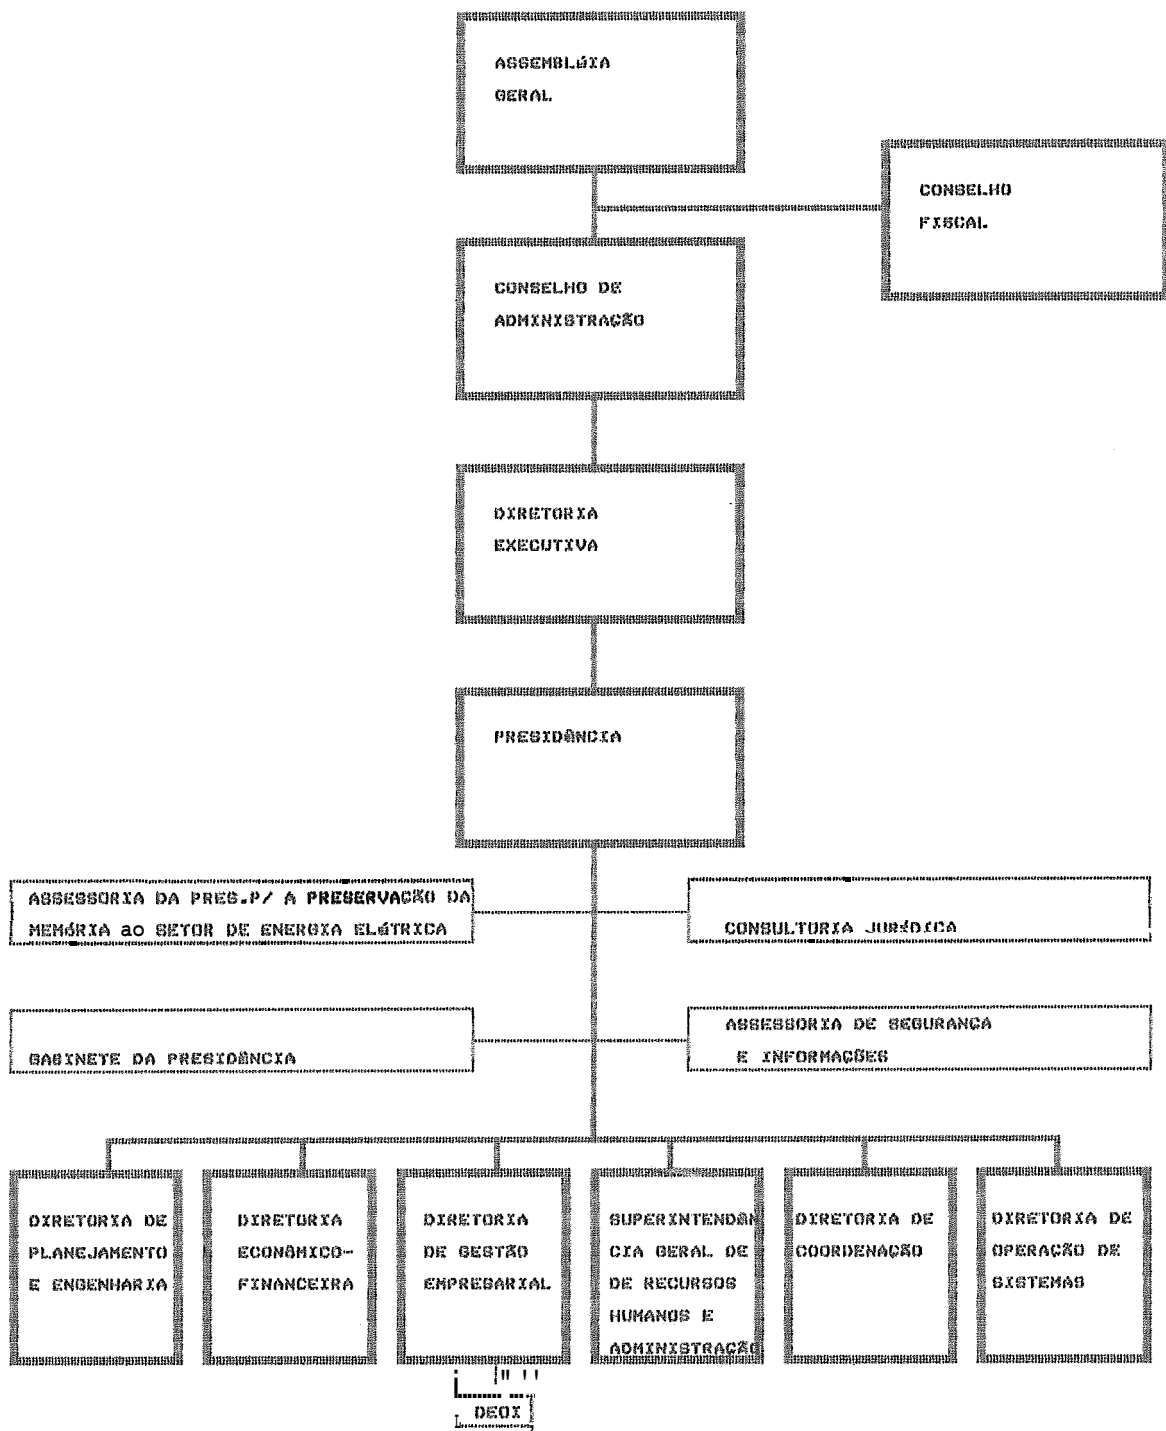 ASSEMBLéIA
GERAL
CONSELHO
FISCAL
CONSELHO DE
ADMINISTRAÇÃO
DIRETORIA
EXECUTIVA
PRESIDÊNCIA
ASSESSORIA DA PRES.P/ A PRESERVAÇÃO DA
MEMóRIA ao SETOR DE ENERGIA ELéTRICA
CONSULTORIA JURíDICA
GABINETE DA PRESIDÊNCIA
ASSESSORIA DE SEGURANÇA
E INFORMAÇÕES
DIRETORIA DE
PLANEJAMENTO
E ENGENHARIA
DIRETORIA
ECONÔMICO-
FINANCEIRA
DIRETORIA
DE GESTÃO
EMPRESARIAL
SUPERINTENDÊN
CIA GERAL DE
DE RECURSOS
HUMANOS E
ADMINISTRAÇÃO
DIRETORIA DE
COORDENAÇÃO
DIRETORIA DE
OPERAÇÃO DE
SISTEMAS
DEOI